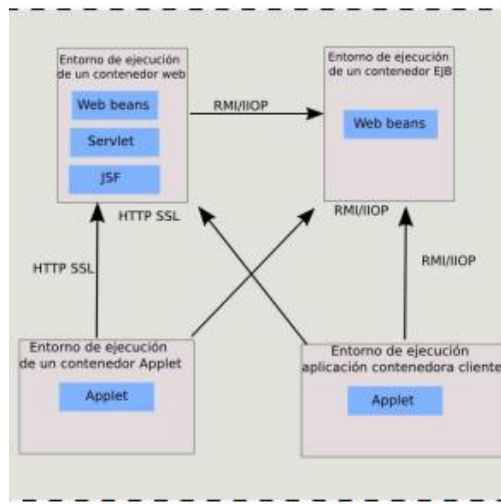 Entorno de ejecución
de un contenedor web
Web beans
Servlet
JSF
RMI/IIOP
Entorno de ejecución
de un contenedor EJB
Web beans
HTTP SSL
RMI/IIOP
HTTP SSL
RMI/IIOP
Entorno de ejecución
de un contenedor Applet
Applet
Entorno de ejecución
aplicación contenedora cliente
Applet